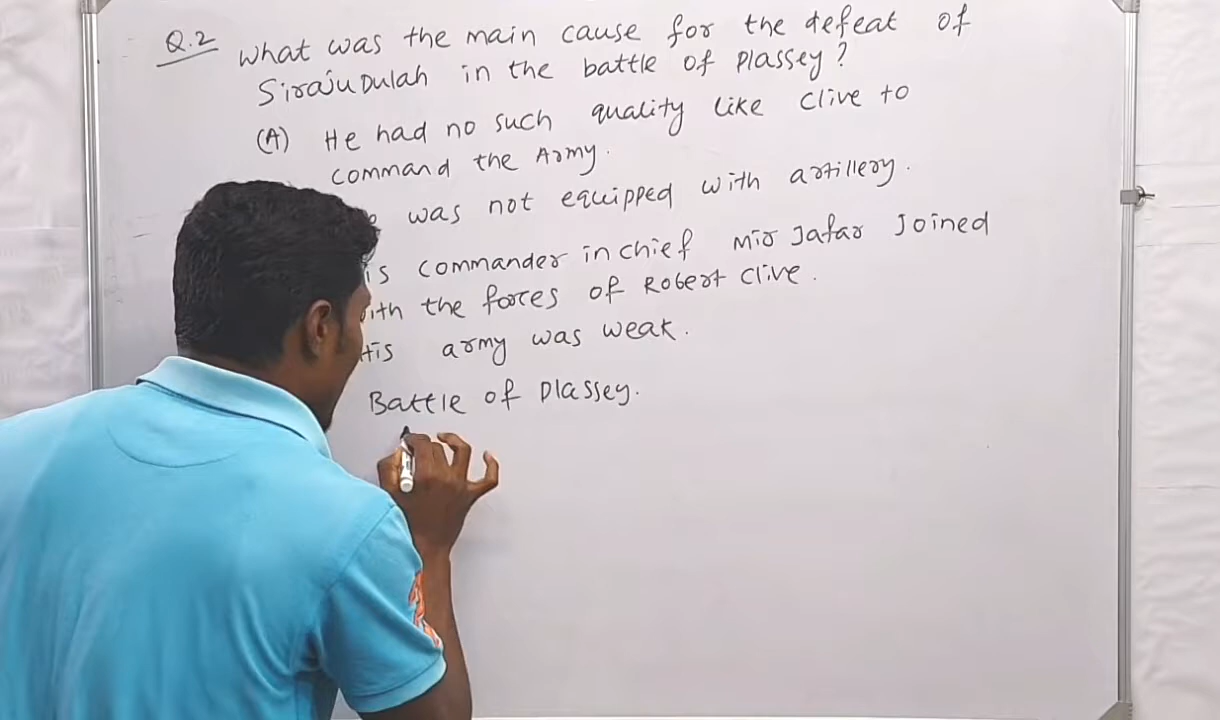 Q.2 What was the main cause for the defeat of
Siraju Dulah in the battle of Plassey?
(A) He had no such quality like Clive to
command the Army.
was not equipped with artillery.
commander in chief Mir Jafar Joined
the forces of Robert Clive.
army was weak.
Battle of Plassey.